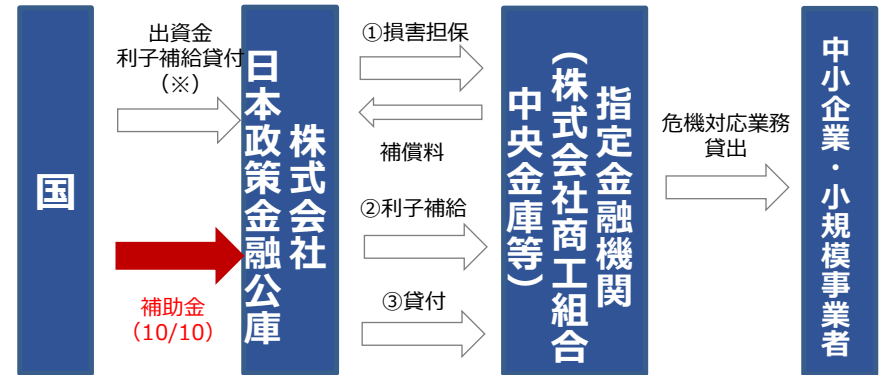 国
出資金
利子補給貸付
（※）
補助金
（10/10）
株式会社
日本政策金融公庫
①損害担保
補償料
②利子補給
③貸付
指定金融機関
（株式会社商工組合
中央金庫等）
危機対応業務
貸出
中小企業・小規模事業者